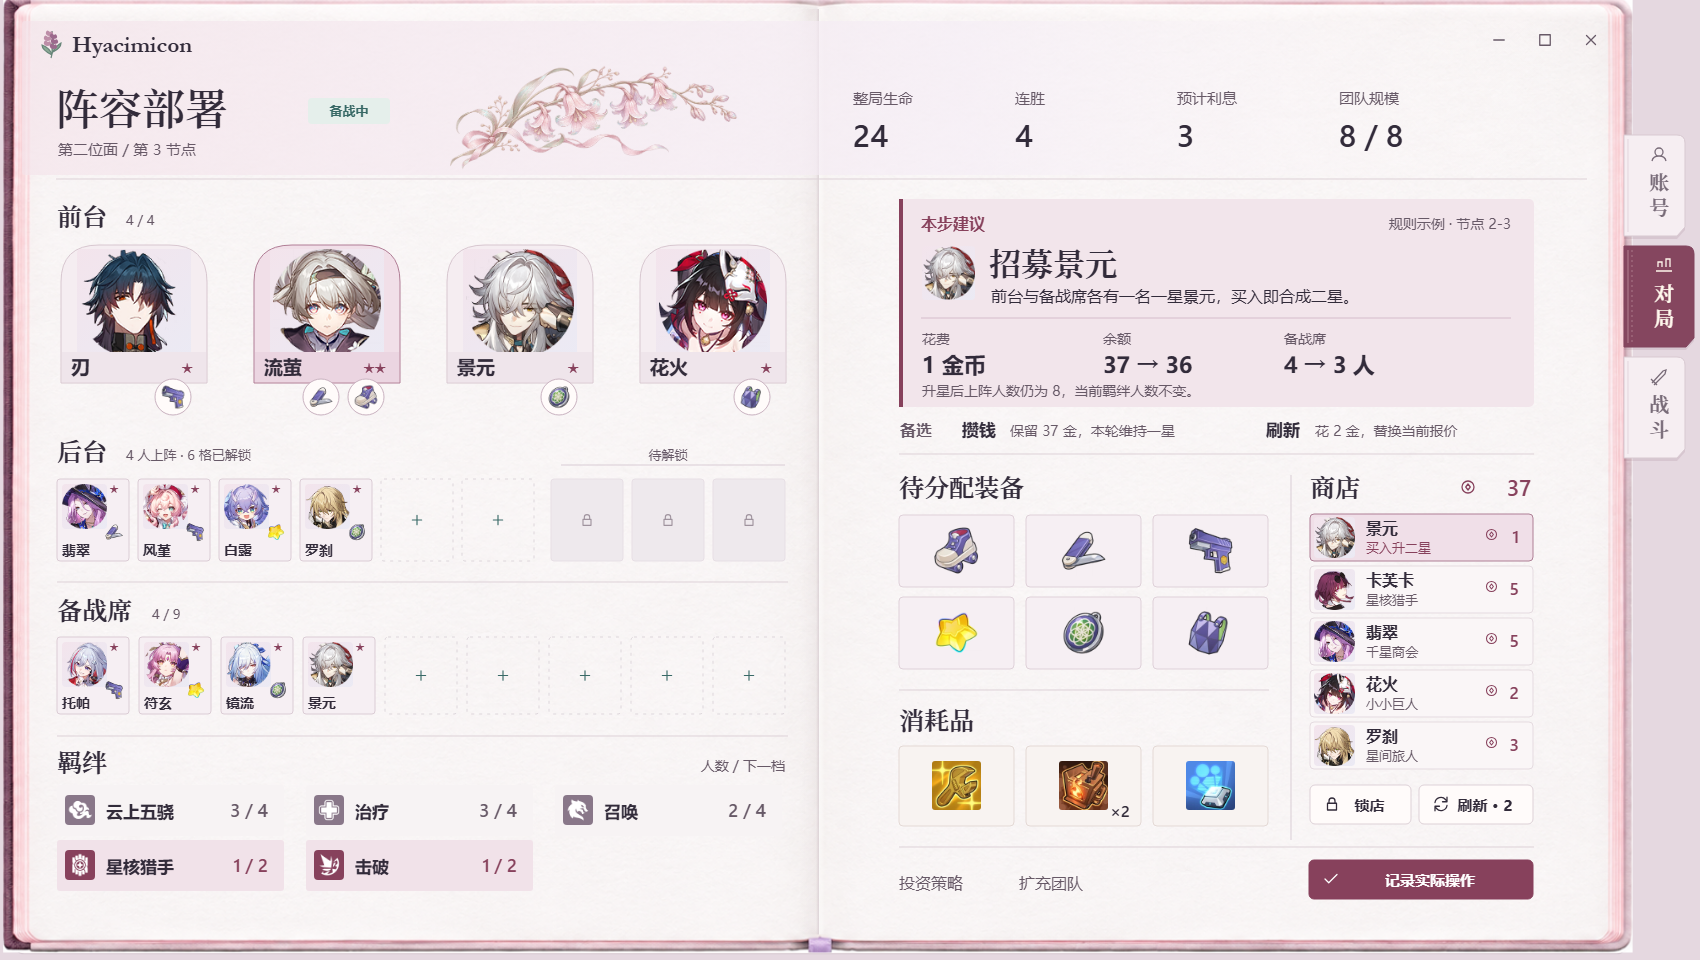 Hyacimicon
阵容部署
备战中
第二位面 / 第 3 节点
整局生命
24
连胜
4
预计利息
3
团队规模
8 / 8
账号
对局
战斗
前台 4 / 4
刃 ★
流萤 ★★
景元 ★
花火 ★
后台 4 人上阵 · 6 格已解锁
待解锁
翡翠
风堇
白露
罗刹
备战席 4 / 9
托帕
符玄
镜流
景元
羁绊
人数 / 下一档
云上五骁 3 / 4
治疗 3 / 4
召唤 2 / 4
星核猎手 1 / 2
击破 1 / 2
本步建议
规则示例 · 节点 2-3
招募景元
前台与备战席各有一名一星景元，买入即合成二星。
花费
1 金币
余额
37 → 36
备战席
4 → 3 人
升星后上阵人数仍为 8，当前羁绊人数不变。
备选 攒钱 保留 37 金，本轮维持一星
刷新 花 2 金，替换当前报价
待分配装备
消耗品
×2
商店 37
景元
买入升二星
1
卡芙卡
星核猎手
5
翡翠
千星商会
5
花火
小小巨人
2
罗刹
星间旅人
3
锁店
刷新 • 2
投资策略
扩充团队
记录实际操作